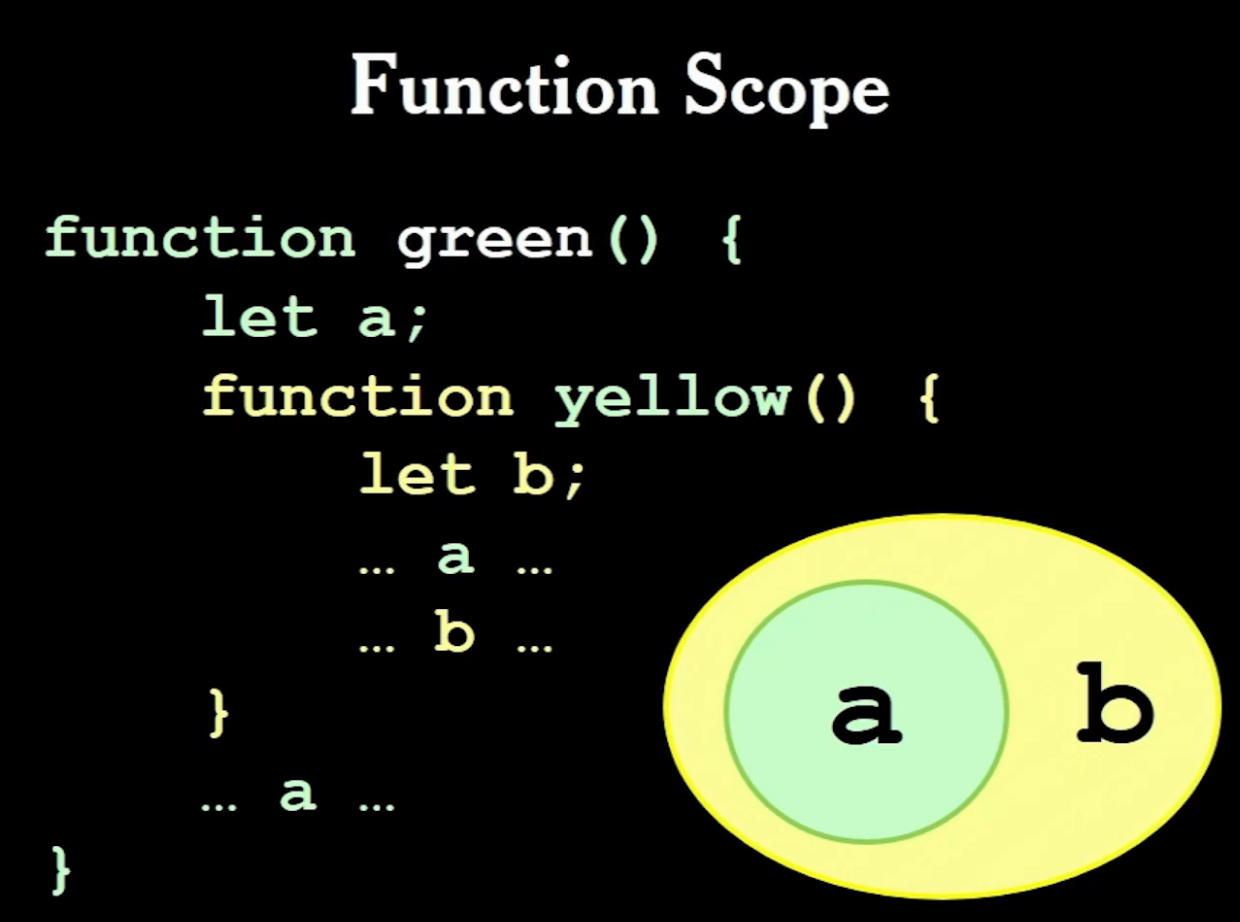 Function Scope
function green() {
    let a;
    function yellow() {
        let b;
        … a …
        … b …
    }
    … a …
}
a b